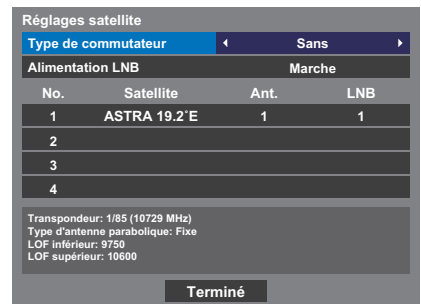 Réglages satellite
Type de commutateur Sans
Alimentation LNB Marche
No. Satellite Ant. LNB
1 ASTRA 19.2°E 1 1
2
3
4
Transpondeur: 1/85 (10729 MHz)
Type d'antenne parabolique: Fixe
LOF inférieur: 9750
LOF supérieur: 10600
Terminé